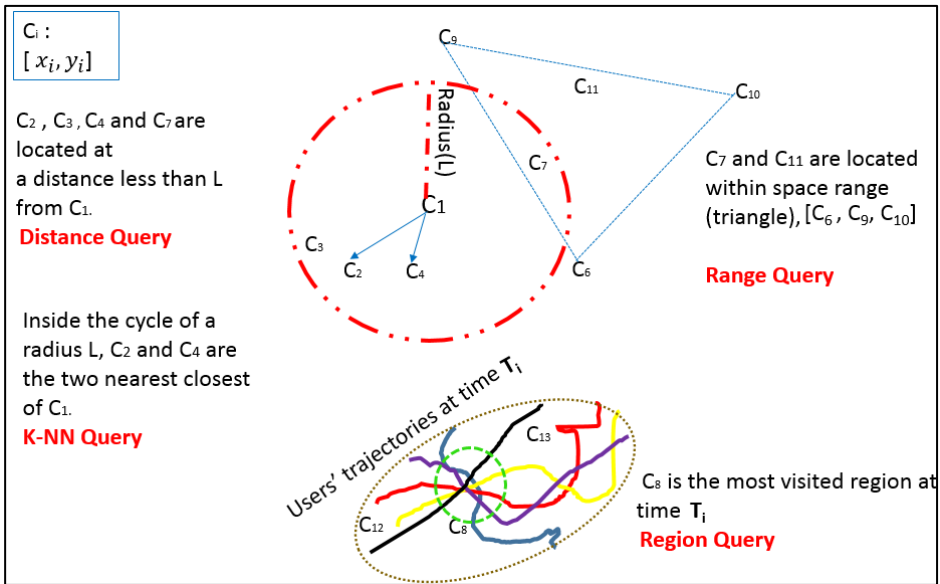 Cᵢ :
[ 𝑥ᵢ, 𝑦ᵢ]
C₂ , C₃ , C₄ and C₇ are
located at
a distance less than L
from C₁.
Distance Query
Inside the cycle of a
radius L, C₂ and C₄ are
the two nearest closest
of C₁.
K-NN Query
C₉
C₁₁
C₁₀
Radius(L)
C₇
C1
C₃
C₂
C₄
C₆
C₇ and C₁₁ are located
within space range
(triangle), [C₆ , C₉, C₁₀]
Range Query
Users' trajectories at time Tᵢ
C₁₃
C₁₂
C₈
C₈ is the most visited region at
time Tᵢ
Region Query